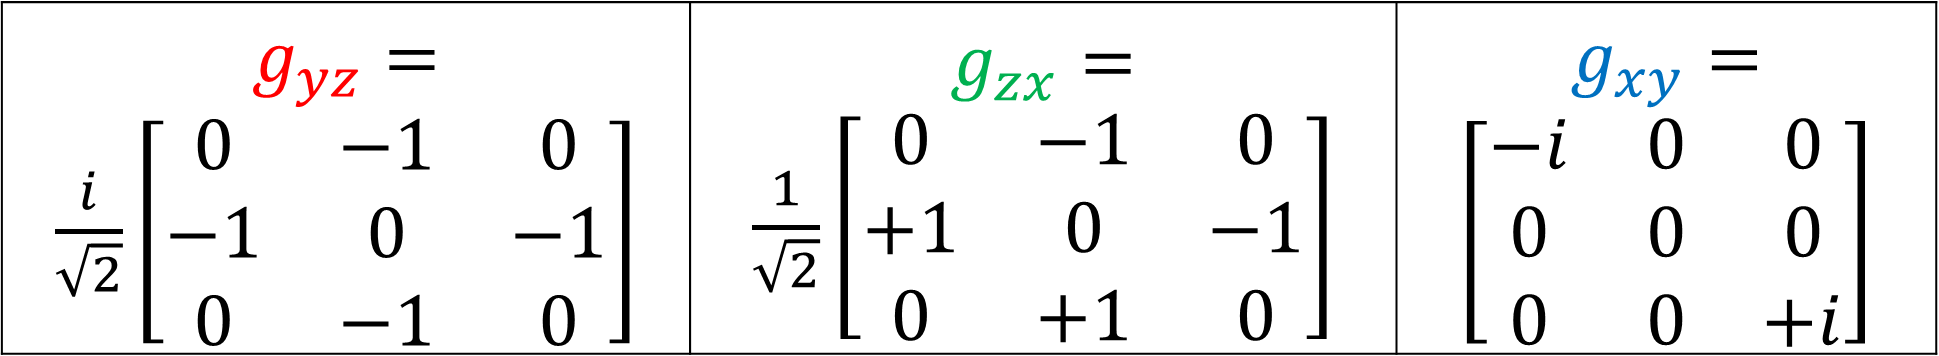 g_yz =
i/√2 [0 −1 0
−1 0 −1
0 −1 0]
g_zx =
1/√2 [0 −1 0
+1 0 −1
0 +1 0]
g_xy =
[−i 0 0
0 0 0
0 0 +i]